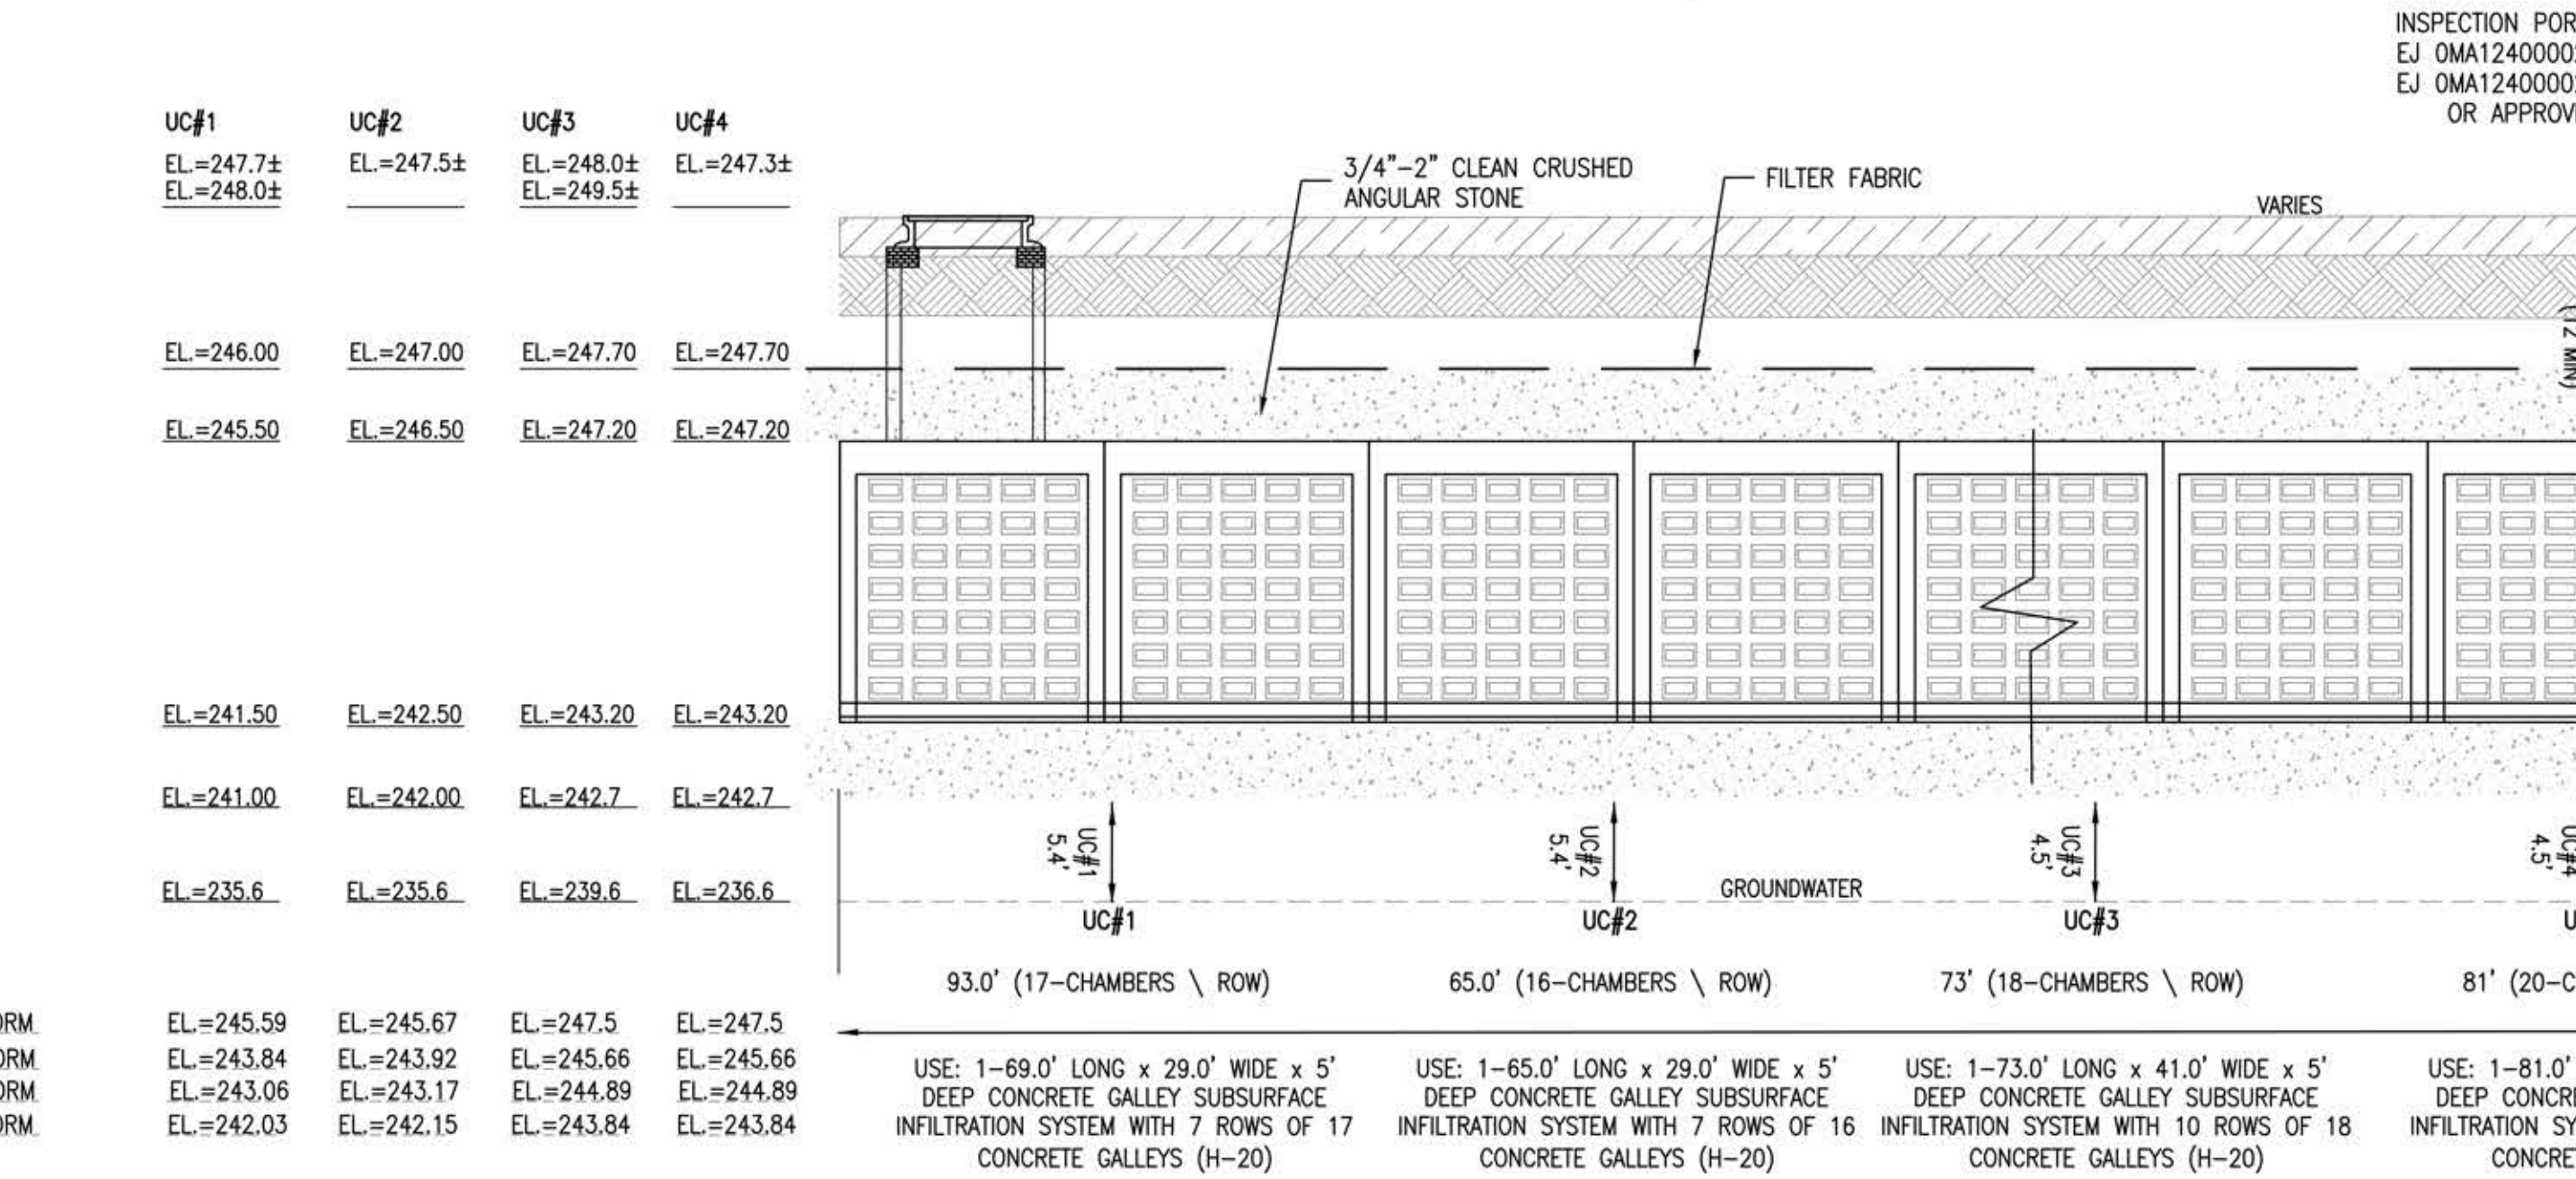 INSPECTION POR
EJ 0MA1240000
EJ 0MA1240000
OR APPROV
UC#1 UC#2 UC#3 UC#4
EL.=247.7± EL.=247.5± EL.=248.0± EL.=247.3±
EL.=248.0± EL.=249.5±
3/4"-2" CLEAN CRUSHED
ANGULAR STONE
FILTER FABRIC
VARIES
(12 MIN)
EL.=246.00 EL.=247.00 EL.=247.70 EL.=247.70
EL.=245.50 EL.=246.50 EL.=247.20 EL.=247.20
EL.=241.50 EL.=242.50 EL.=243.20 EL.=243.20
EL.=241.00 EL.=242.00 EL.=242.7 EL.=242.7
UC#1
5.4'
UC#2
5.4'
UC#3
4.5'
UC#4
4.5'
EL.=235.6 EL.=235.6 EL.=239.6 EL.=236.6
GROUNDWATER
UC#1 UC#2 UC#3 U
93.0' (17-CHAMBERS \ ROW) 65.0' (16-CHAMBERS \ ROW) 73' (18-CHAMBERS \ ROW) 81' (20-C
ORM EL.=245.59 EL.=245.67 EL.=247.5 EL.=247.5
ORM EL.=243.84 EL.=243.92 EL.=245.66 EL.=245.66
ORM EL.=243.06 EL.=243.17 EL.=244.89 EL.=244.89
ORM EL.=242.03 EL.=242.15 EL.=243.84 EL.=243.84
USE: 1-69.0' LONG x 29.0' WIDE x 5'
DEEP CONCRETE GALLEY SUBSURFACE
INFILTRATION SYSTEM WITH 7 ROWS OF 17
CONCRETE GALLEYS (H-20)
USE: 1-65.0' LONG x 29.0' WIDE x 5'
DEEP CONCRETE GALLEY SUBSURFACE
INFILTRATION SYSTEM WITH 7 ROWS OF 16
CONCRETE GALLEYS (H-20)
USE: 1-73.0' LONG x 41.0' WIDE x 5'
DEEP CONCRETE GALLEY SUBSURFACE
INFILTRATION SYSTEM WITH 10 ROWS OF 18
CONCRETE GALLEYS (H-20)
USE: 1-81.0'
DEEP CONCR
INFILTRATION SY
CONCRE